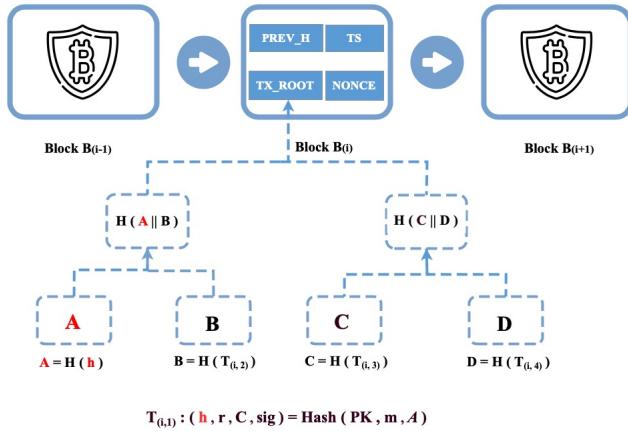 PREV_H TS
TX_ROOT NONCE
Block B(i-1) Block B(i) Block B(i+1)
H ( A || B ) H ( C || D )
A B C D
A = H ( h ) B = H ( T(i, 2) ) C = H ( T(i, 3) ) D = H ( T(i, 4) )
T(i,1) : ( h , r , C , sig ) = Hash ( PK , m , A )